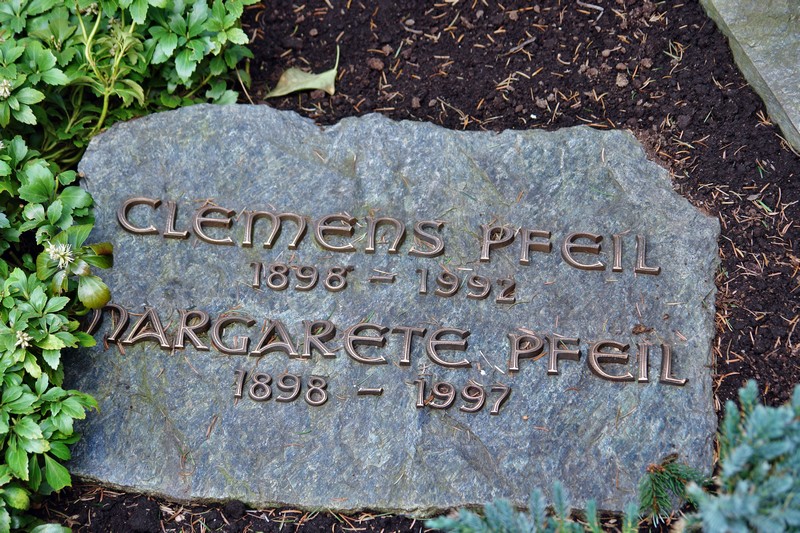 CLEMENS PFEIL
1898 – 1992
MARGARETE PFEIL
1898 – 1997